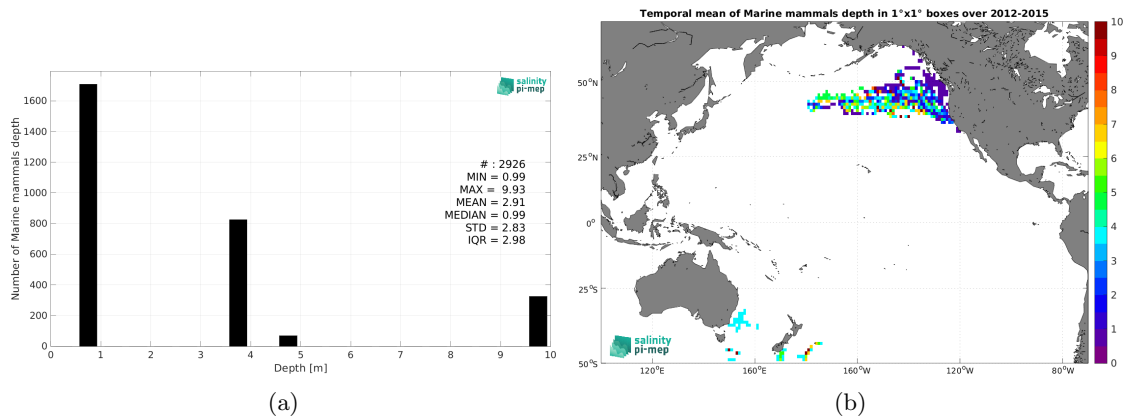 salinity
pi-mep
1600
1400
1200
1000
800
600
400
200
0
Number of Marine mammals depth
# : 2926
MIN = 0.99
MAX = 9.93
MEAN = 2.91
MEDIAN = 0.99
STD = 2.83
IQR = 2.98
0 1 2 3 4 5 6 7 8 9 10
Depth [m]
(a)
Temporal mean of Marine mammals depth in 1°x1° boxes over 2012-2015
50°N
25°N
0°
25°S
50°S
120°E 160°E 160°W 120°W 80°W
salinity
pi-mep
10
9
8
7
6
5
4
3
2
1
0
(b)